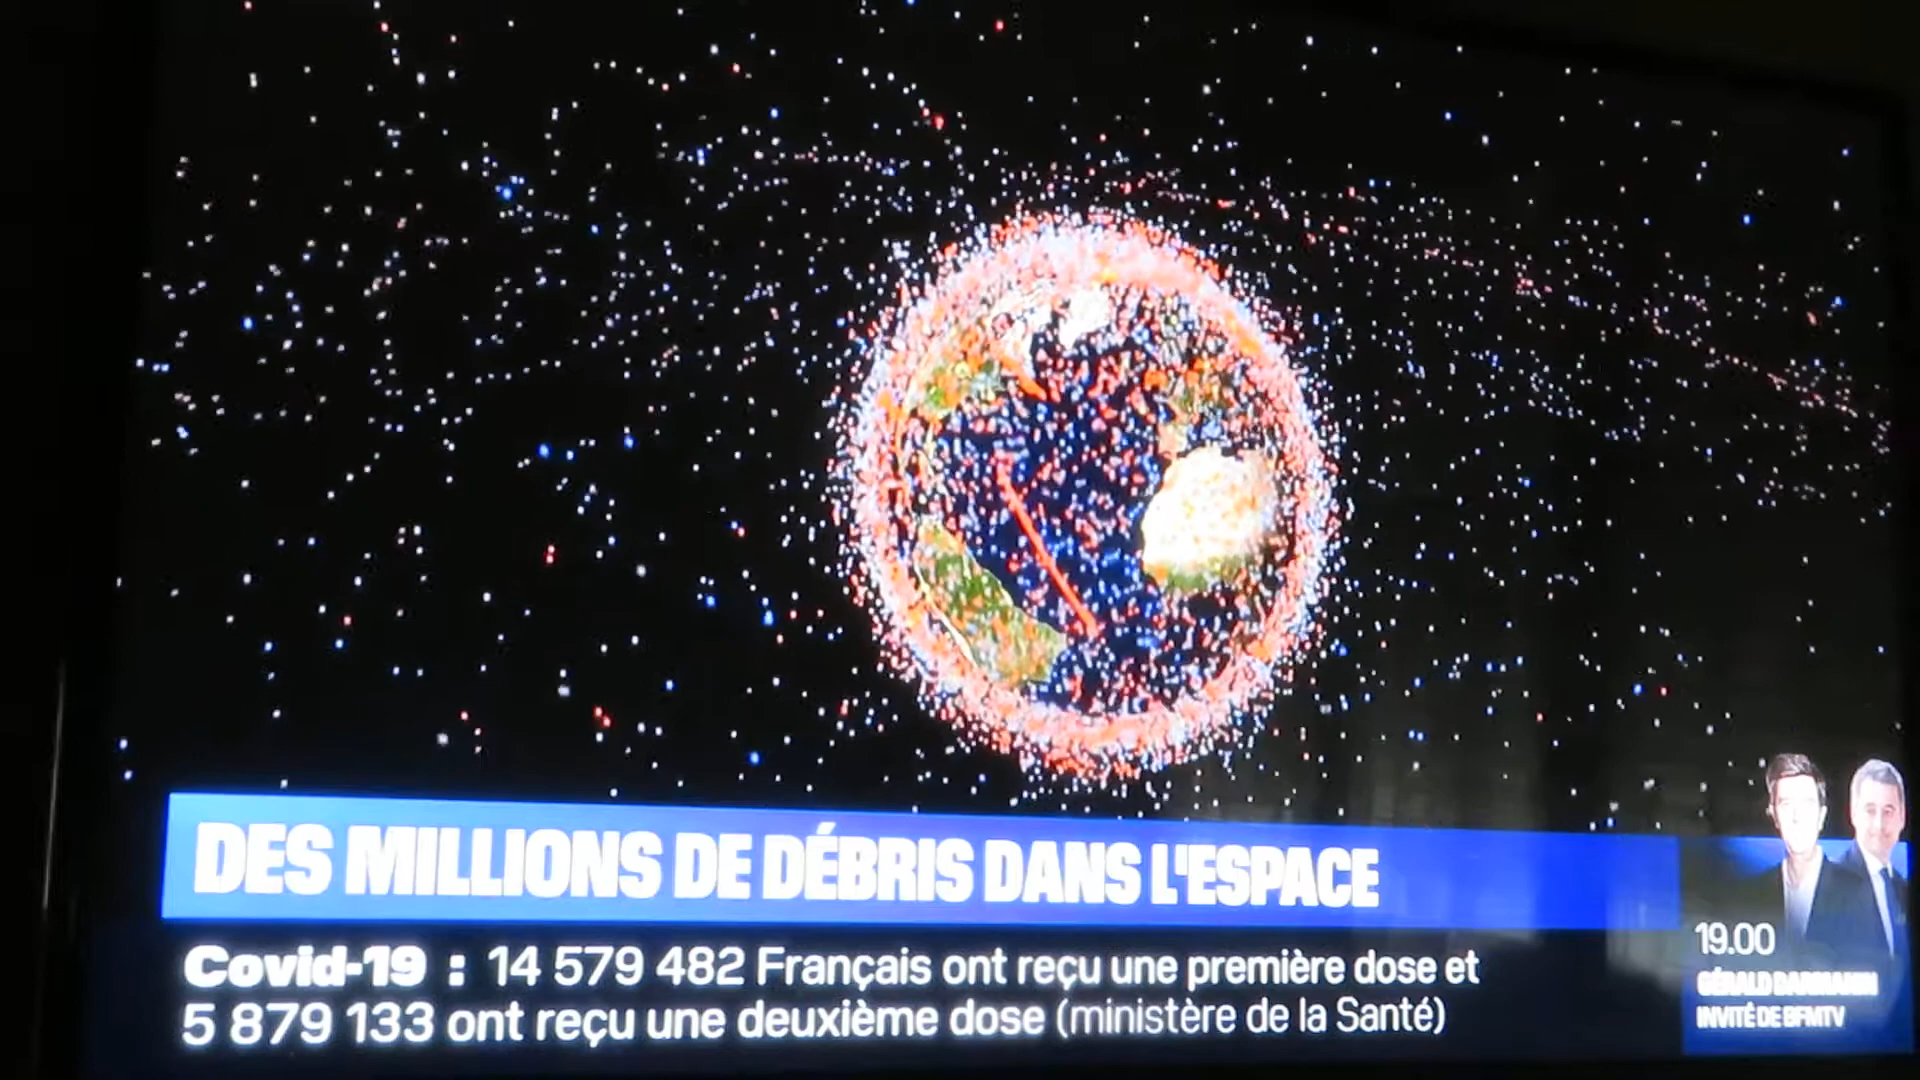 DES MILLIONS DE DÉBRIS DANS L'ESPACE
Covid-19 : 14 579 482 Français ont reçu une première dose et
5 879 133 ont reçu une deuxième dose (ministère de la Santé)
19.00
GÉRALD DARMANIN
INVITÉ DE BFMTV